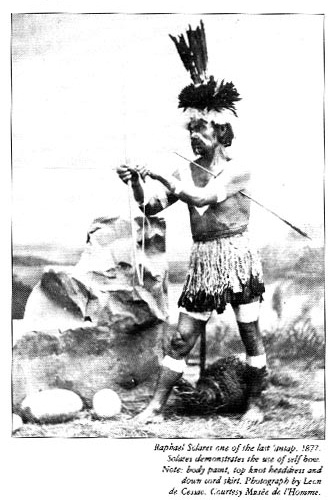 Raphael Solares one of the last 'antap. 1877.
Solares demonstrates the use of self bow.
Note: body paint, top knot headdress and
down cord skirt. Photograph by Leon
de Cessac. Courtesy Musée de l'Homme.